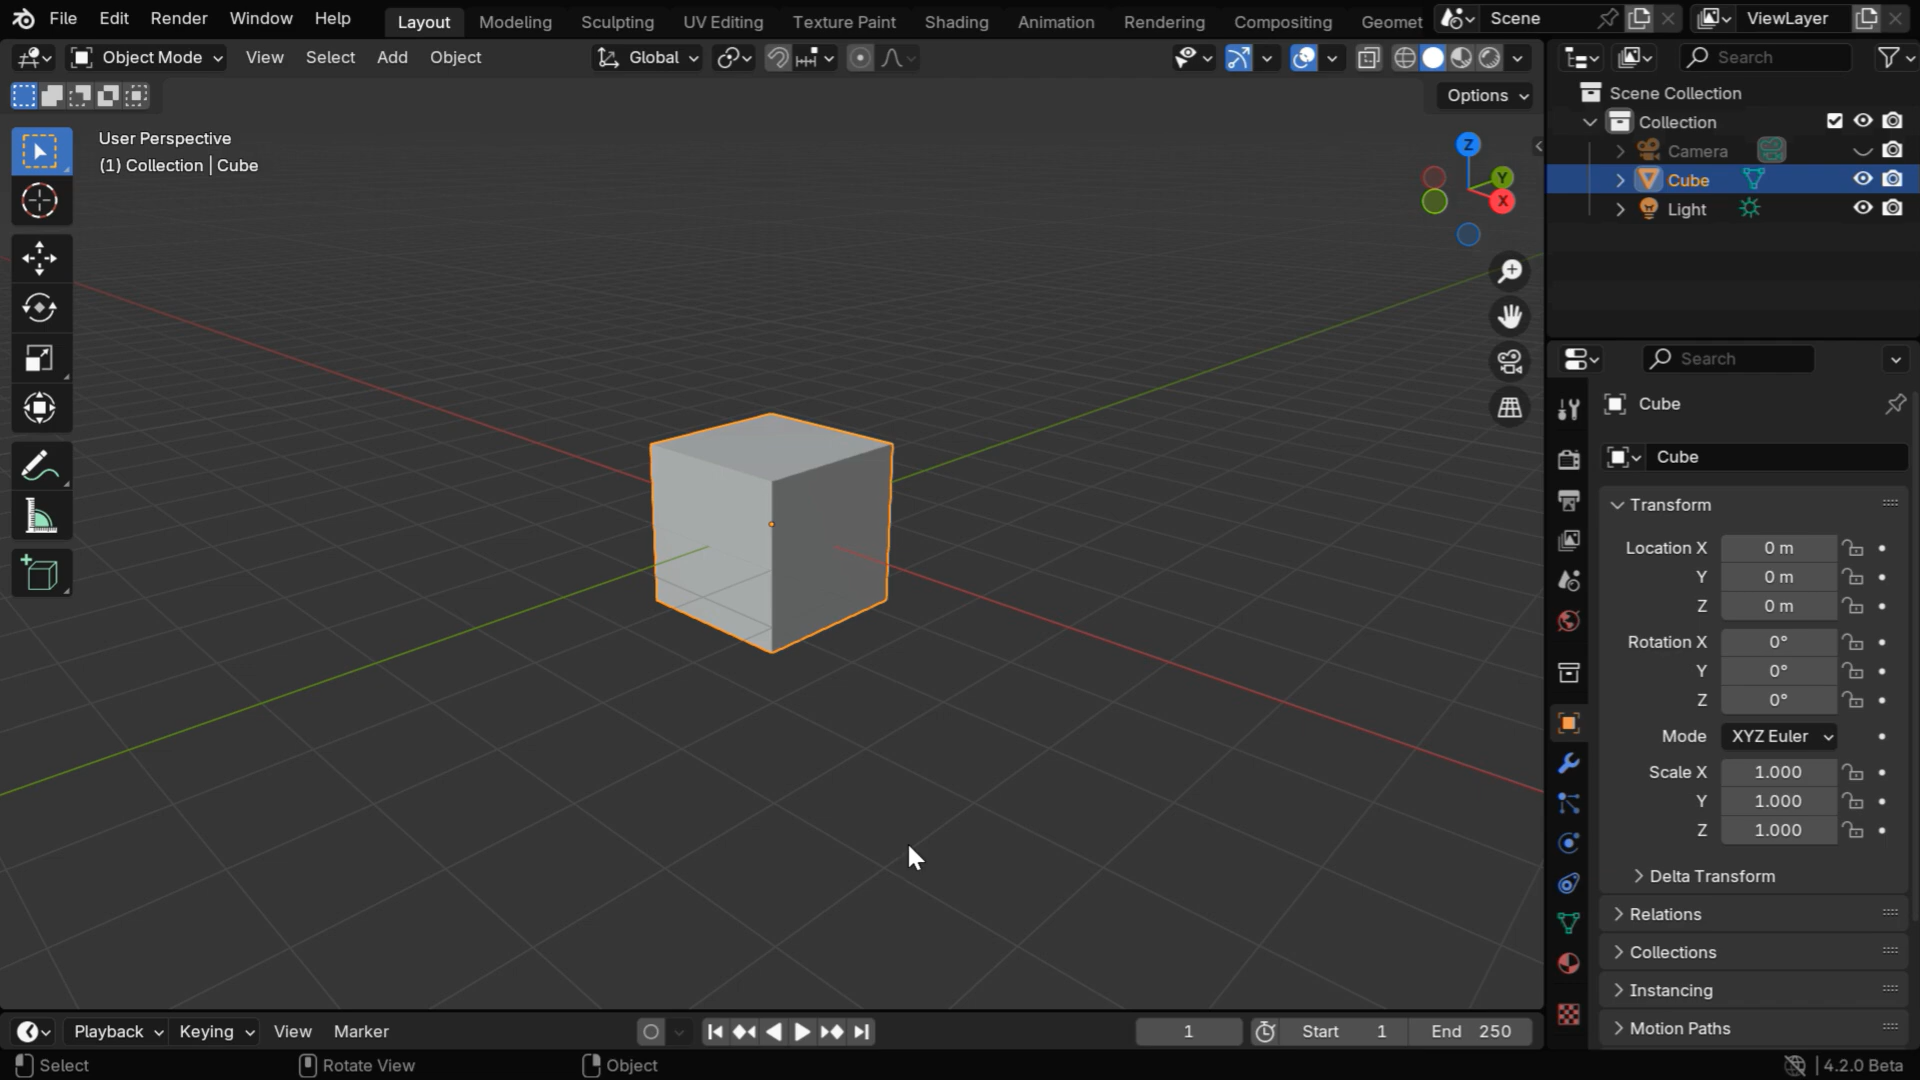 File Edit Render Window Help Layout Modeling Sculpting UV Editing Texture Paint Shading Animation Rendering Compositing Geomet Scene ViewLayer
Object Mode View Select Add Object Global Search
Options
User Perspective
(1) Collection | Cube
Z
Y
X
Scene Collection
Collection
Camera
Cube
Light
Search
Cube
Cube
Transform
Location X 0 m
Y 0 m
Z 0 m
Rotation X 0°
Y 0°
Z 0°
Mode XYZ Euler
Scale X 1.000
Y 1.000
Z 1.000
Delta Transform
Relations
Collections
Instancing
Motion Paths
Playback Keying View Marker 1 Start 1 End 250
Select Rotate View Object 4.2.0 Beta